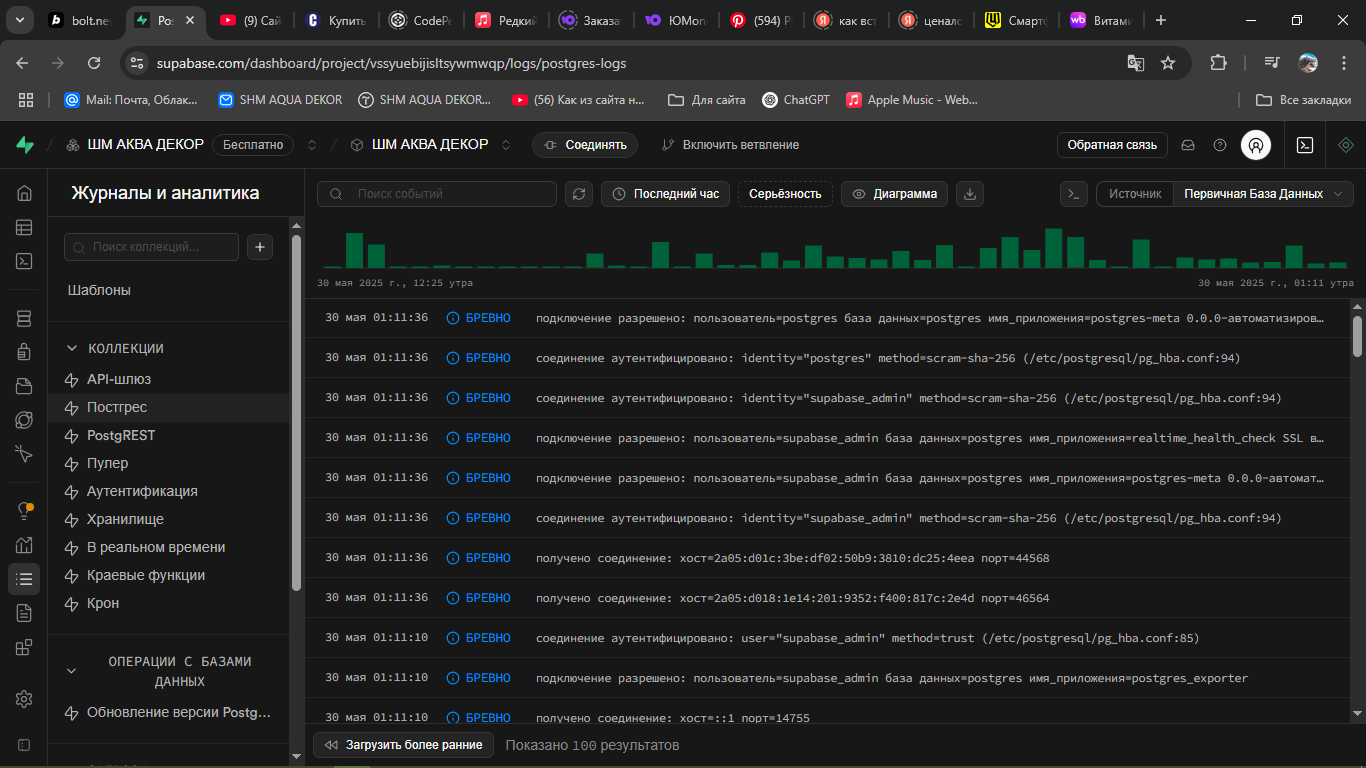 bolt.ne
Pos
(9) Сай
Купить
CodePe
Редкий
Заказа
ЮМон
(594) P
как вст
ценало
Смарт
Витами
supabase.com/dashboard/project/vssyuebijisltsywmwqp/logs/postgres-logs
Mail: Почта, Облак...
SHM AQUA DEKOR
SHM AQUA DEKOR...
(56) Как из сайта н...
Для сайта
ChatGPT
Apple Music - Web...
Все закладки
ШМ АКВА ДЕКОР
Бесплатно
ШМ АКВА ДЕКОР
Соединять
Включить ветвление
Обратная связь
Журналы и аналитика
Поиск коллекций...
Шаблоны
КОЛЛЕКЦИИ
API-шлюз
Постгрес
PostgREST
Пулер
Аутентификация
Хранилище
В реальном времени
Краевые функции
Крон
ОПЕРАЦИИ С БАЗАМИ
ДАННЫХ
Обновление версии Postg...
Поиск событий
Последний час
Серьёзность
Диаграмма
Источник
Первичная База Данных
30 мая 2025 г., 12:25 утра
30 мая 2025 г., 01:11 утра
30 мая 01:11:36 БРЕВНО подключение разрешено: пользователь=postgres база данных=postgres имя_приложения=postgres-meta 0.0.0-автоматизиров…
30 мая 01:11:36 БРЕВНО соединение аутентифицировано: identity="postgres" method=scram-sha-256 (/etc/postgresql/pg_hba.conf:94)
30 мая 01:11:36 БРЕВНО соединение аутентифицировано: identity="supabase_admin" method=scram-sha-256 (/etc/postgresql/pg_hba.conf:94)
30 мая 01:11:36 БРЕВНО подключение разрешено: пользователь=supabase_admin база данных=postgres имя_приложения=realtime_health_check SSL в…
30 мая 01:11:36 БРЕВНО подключение разрешено: пользователь=supabase_admin база данных=postgres имя_приложения=postgres-meta 0.0.0-автомат…
30 мая 01:11:36 БРЕВНО соединение аутентифицировано: identity="supabase_admin" method=scram-sha-256 (/etc/postgresql/pg_hba.conf:94)
30 мая 01:11:36 БРЕВНО получено соединение: хост=2a05:d01c:3be:df02:50b9:3810:dc25:4eea порт=44568
30 мая 01:11:36 БРЕВНО получено соединение: хост=2a05:d018:1e14:201:9352:f400:817c:2e4d порт=46564
30 мая 01:11:10 БРЕВНО соединение аутентифицировано: user="supabase_admin" method=trust (/etc/postgresql/pg_hba.conf:85)
30 мая 01:11:10 БРЕВНО подключение разрешено: пользователь=supabase_admin база данных=postgres имя_приложения=postgres_exporter
30 мая 01:11:10 БРЕВНО получено соединение: хост=::1 порт=14755
Загрузить более ранние
Показано 100 результатов